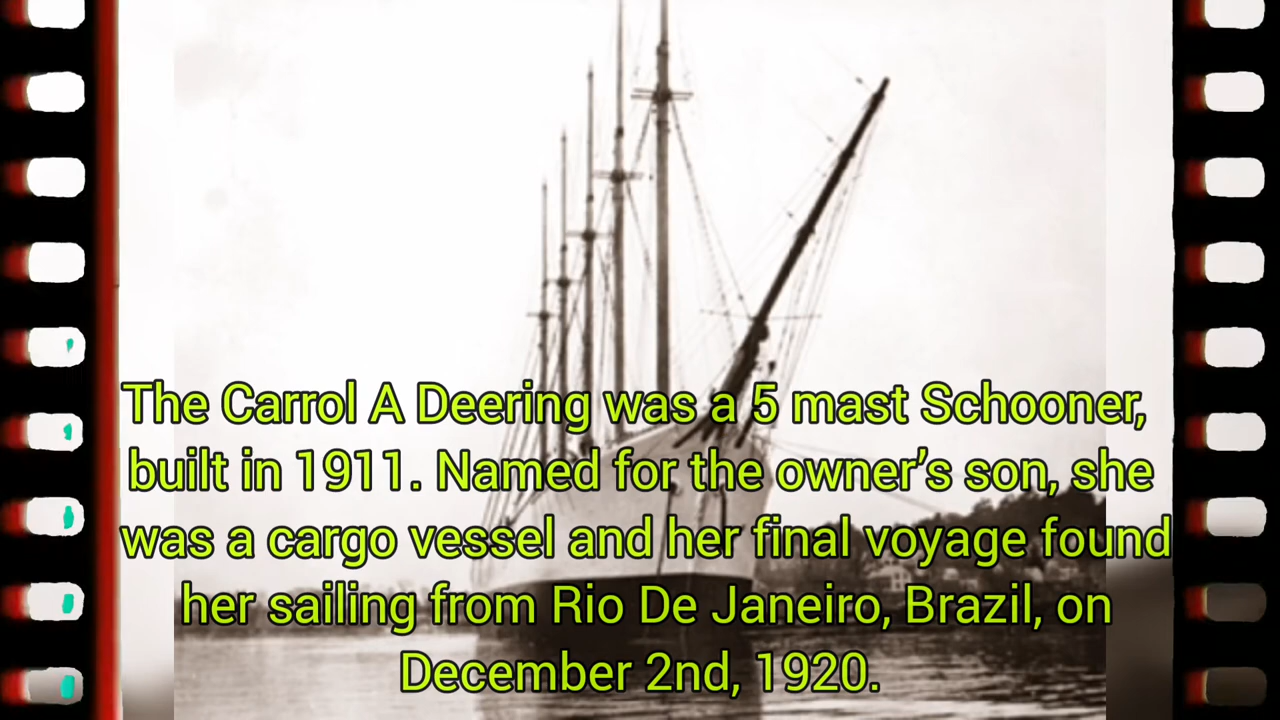 The Carrol A Deering was a 5 mast Schooner,
built in 1911. Named for the owner’s son, she
was a cargo vessel and her final voyage found
her sailing from Rio De Janeiro, Brazil, on
December 2nd, 1920.